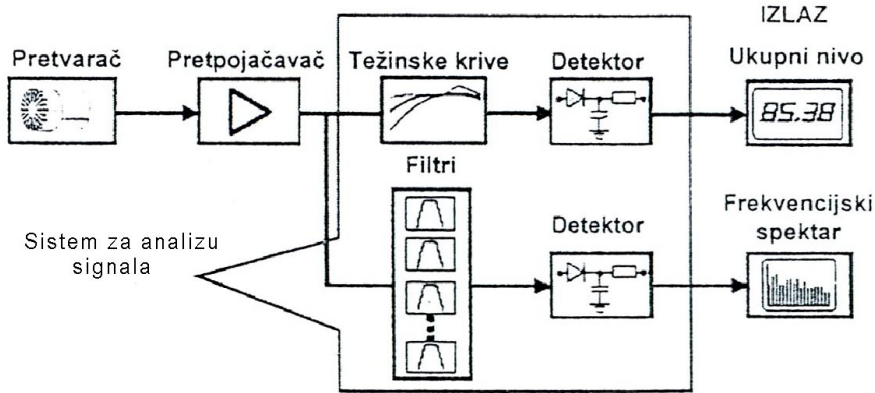 IZLAZ
Pretvarač
Pretpojačavač
Težinske krive
Detektor
Ukupni nivo
85.38
Filtri
Sistem za analizu
signala
Detektor
Frekvencijski
spektar